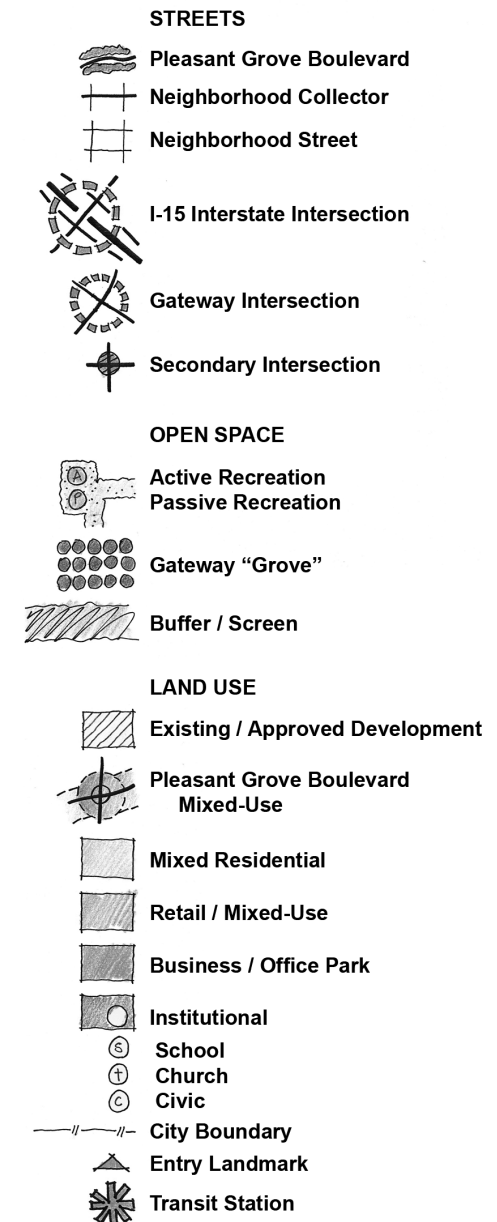 STREETS
Pleasant Grove Boulevard
Neighborhood Collector
Neighborhood Street
I-15 Interstate Intersection
Gateway Intersection
Secondary Intersection
OPEN SPACE
A Active Recreation
P Passive Recreation
Gateway “Grove”
Buffer / Screen
LAND USE
Existing / Approved Development
Pleasant Grove Boulevard
Mixed-Use
Mixed Residential
Retail / Mixed-Use
Business / Office Park
Institutional
S School
Church
C Civic
City Boundary
Entry Landmark
Transit Station